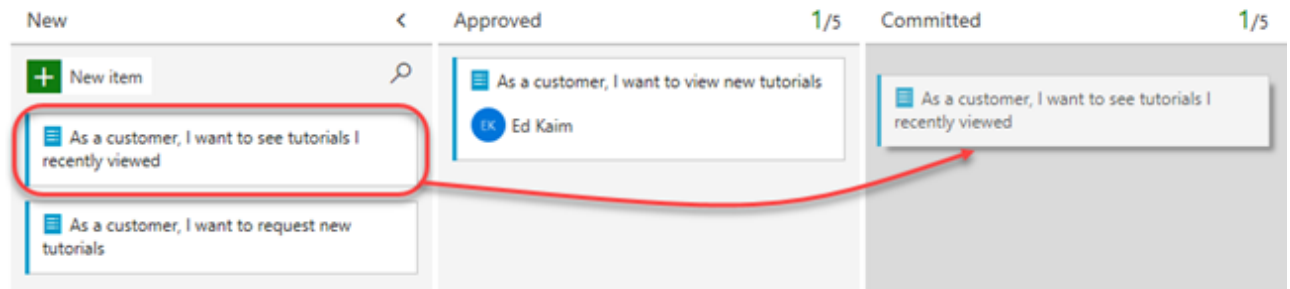 New
New item
As a customer, I want to see tutorials I
recently viewed
As a customer, I want to request new
tutorials
Approved
1/5
As a customer, I want to view new tutorials
EK
Ed Kaim
Committed
1/5
As a customer, I want to see tutorials I
recently viewed